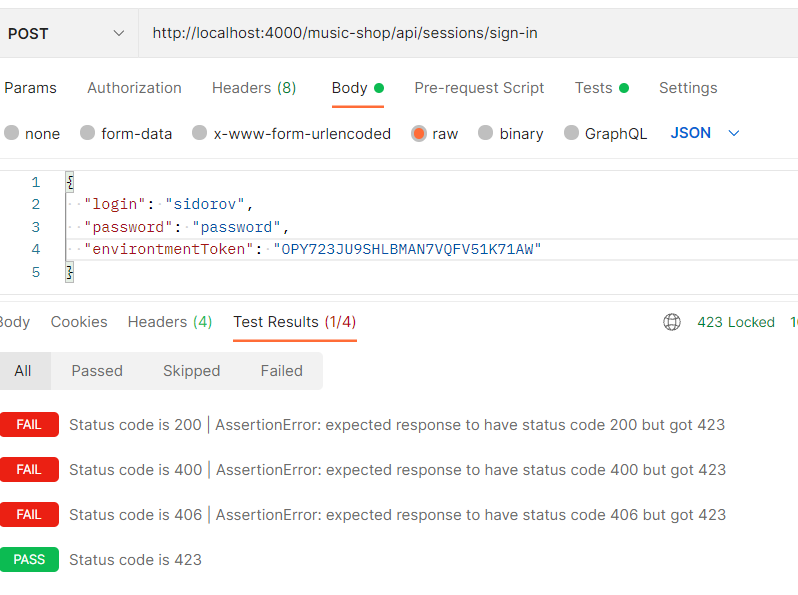 POST http://localhost:4000/music-shop/api/sessions/sign-in
Params Authorization Headers (8) Body Pre-request Script Tests Settings
none form-data x-www-form-urlencoded raw binary GraphQL JSON
1 {
2 "login": "sidorov",
3 "password": "password",
4 "environtmentToken": "OPY723JU9SHLBMAN7VQFV51K71AW"
5 }
Body Cookies Headers (4) Test Results (1/4) 423 Locked
All Passed Skipped Failed
FAIL Status code is 200 | AssertionError: expected response to have status code 200 but got 423
FAIL Status code is 400 | AssertionError: expected response to have status code 400 but got 423
FAIL Status code is 406 | AssertionError: expected response to have status code 406 but got 423
PASS Status code is 423